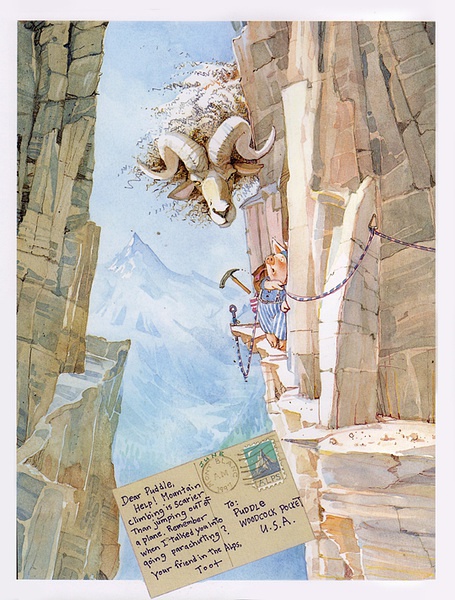 Dear Puddle,
Help! Mountain
climbing is scarier
than jumping out of
a plane. Remember
when I talked you into
going parachuting?
your friend in the Alps,
Toot
To:
PUDDLE
WOODCOCK POCKET
U.S.A.
ALPS